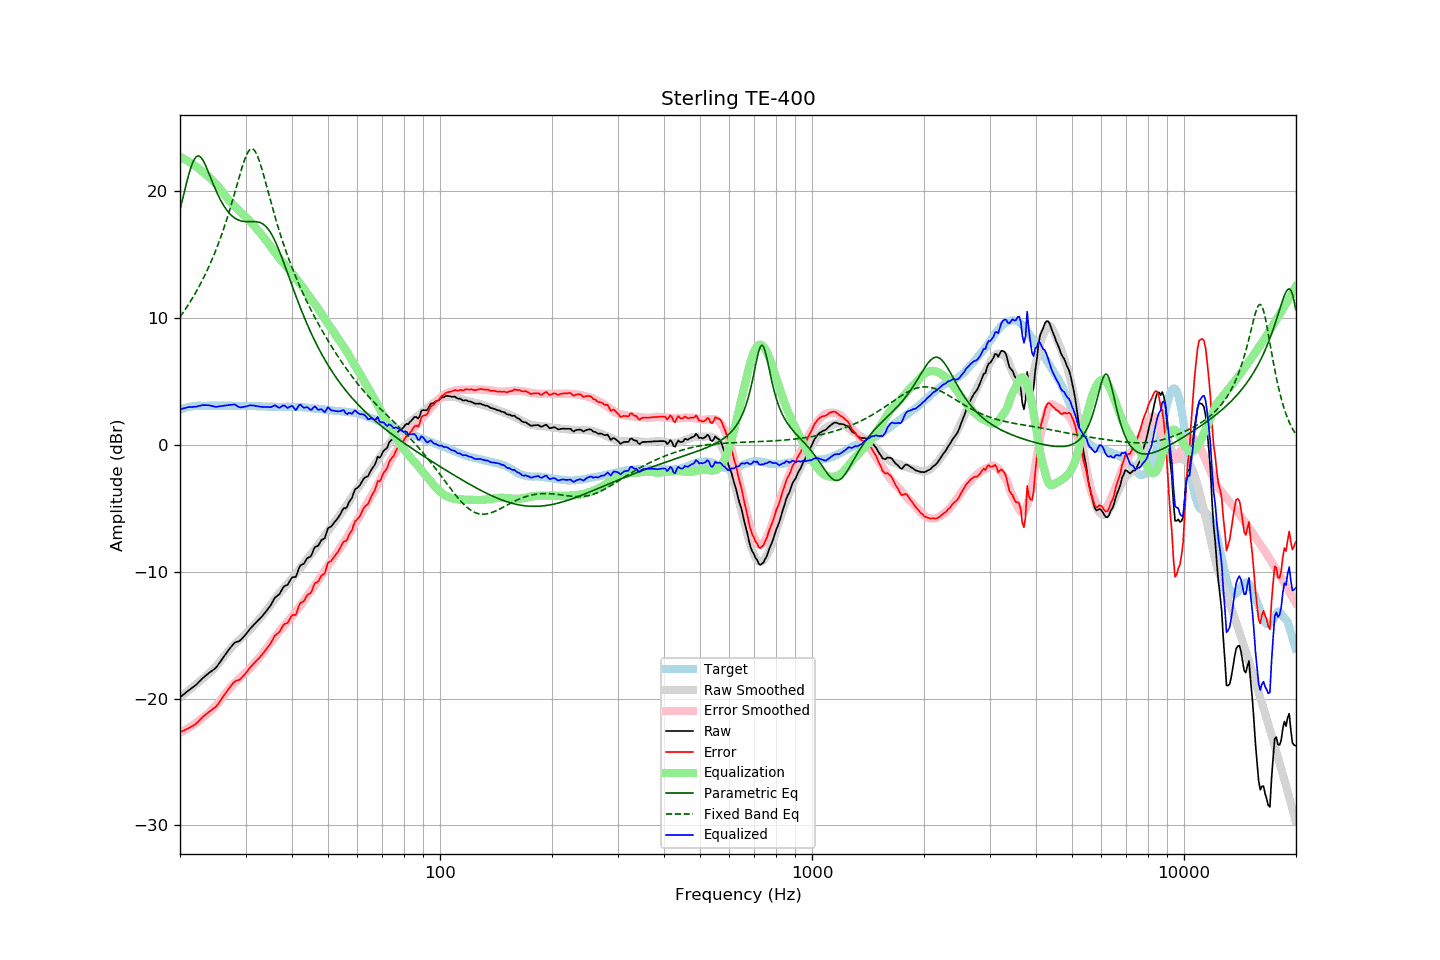 Sterling TE-400
20
10
0
−10
−20
−30
Amplitude (dBr)
100
1000
10000
Frequency (Hz)
Target
Raw Smoothed
Error Smoothed
Raw
Error
Equalization
Parametric Eq
Fixed Band Eq
Equalized